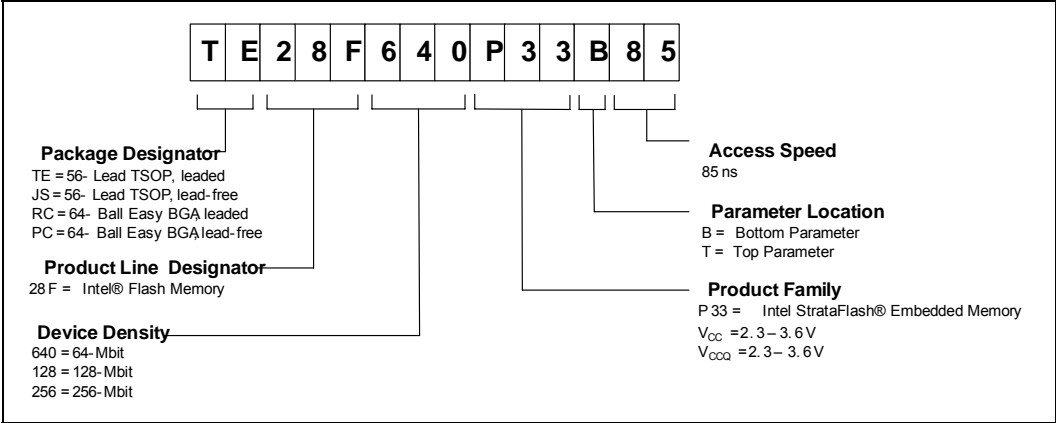 T E 2 8 F 6 4 0 P 3 3 B 8 5
Package Designator
TE = 56- Lead TSOP, leaded
JS = 56- Lead TSOP, lead-free
RC = 64- Ball Easy BGA, leaded
PC = 64- Ball Easy BGA, lead-free
Product Line Designator
28F = Intel® Flash Memory
Device Density
640 = 64-Mbit
128 = 128-Mbit
256 = 256-Mbit
Access Speed
85 ns
Parameter Location
B = Bottom Parameter
T = Top Parameter
Product Family
P33 = Intel StrataFlash® Embedded Memory
VCC = 2.3 – 3.6 V
VCCQ = 2.3 – 3.6 V